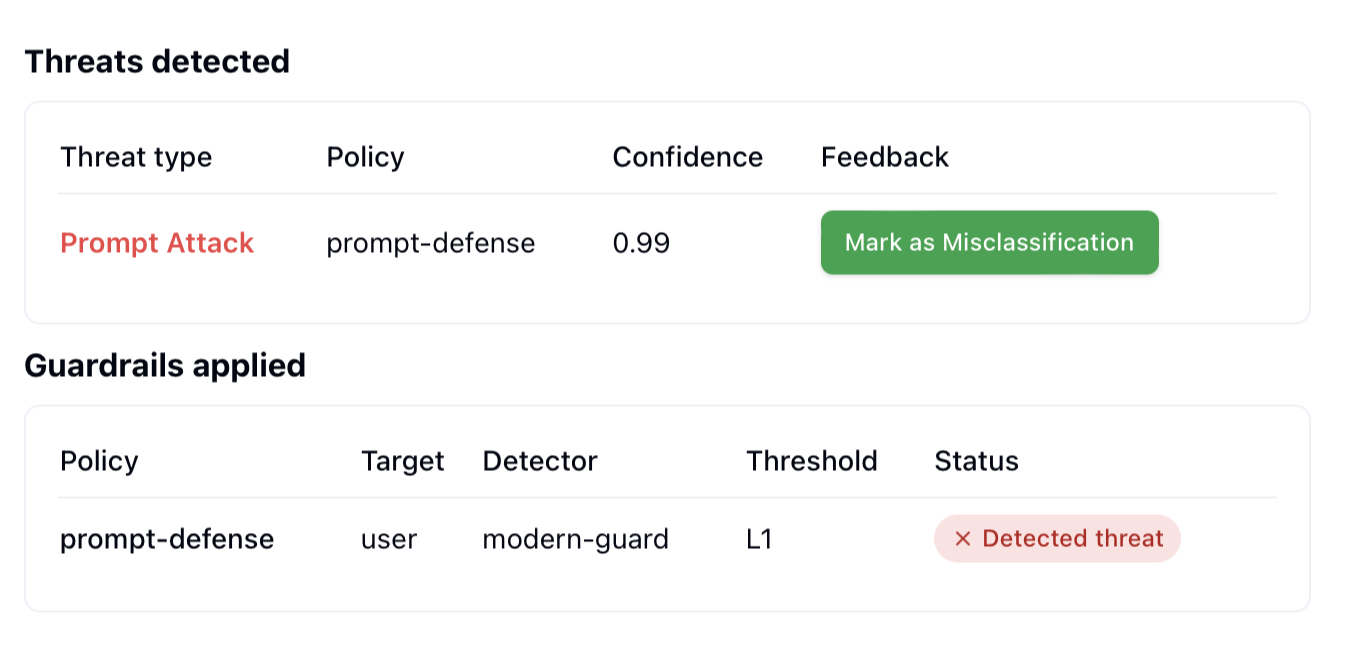 Threats detected
Threat type Policy Confidence Feedback
Prompt Attack prompt-defense 0.99 Mark as Misclassification
Guardrails applied
Policy Target Detector Threshold Status
prompt-defense user modern-guard L1 × Detected threat